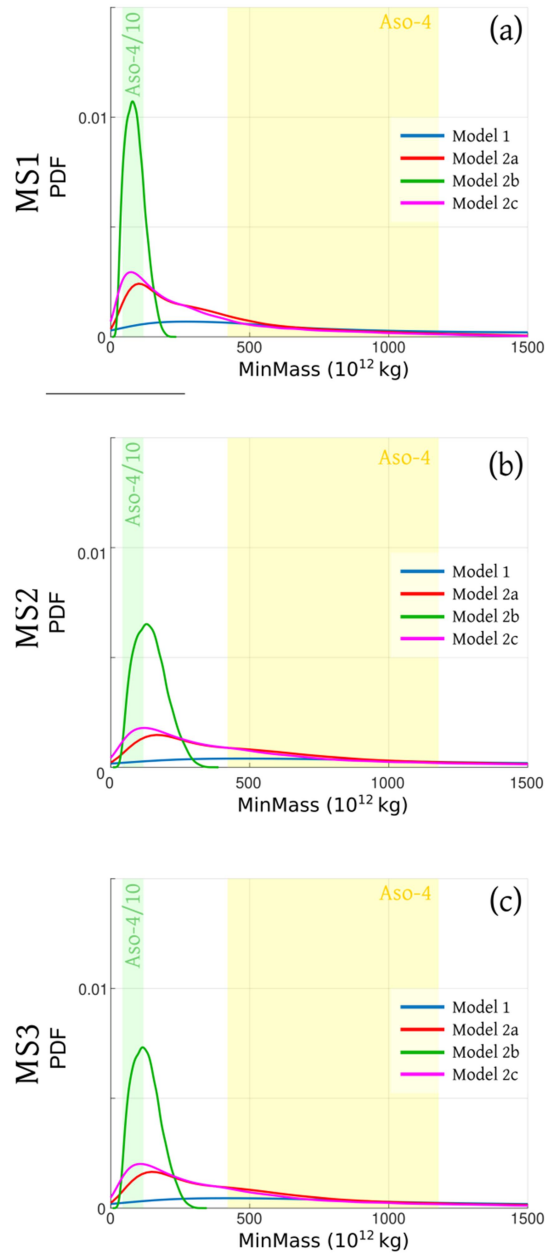 (a)
Aso-4/10
Aso-4
0.01
MS1
PDF
Model 1
Model 2a
Model 2b
Model 2c
0
0 500 1000 1500
MinMass (10¹² kg)
(b)
Aso-4/10
Aso-4
0.01
MS2
PDF
Model 1
Model 2a
Model 2b
Model 2c
0
0 500 1000 1500
MinMass (10¹² kg)
(c)
Aso-4/10
Aso-4
0.01
MS3
PDF
Model 1
Model 2a
Model 2b
Model 2c
0
0 500 1000 1500
MinMass (10¹² kg)